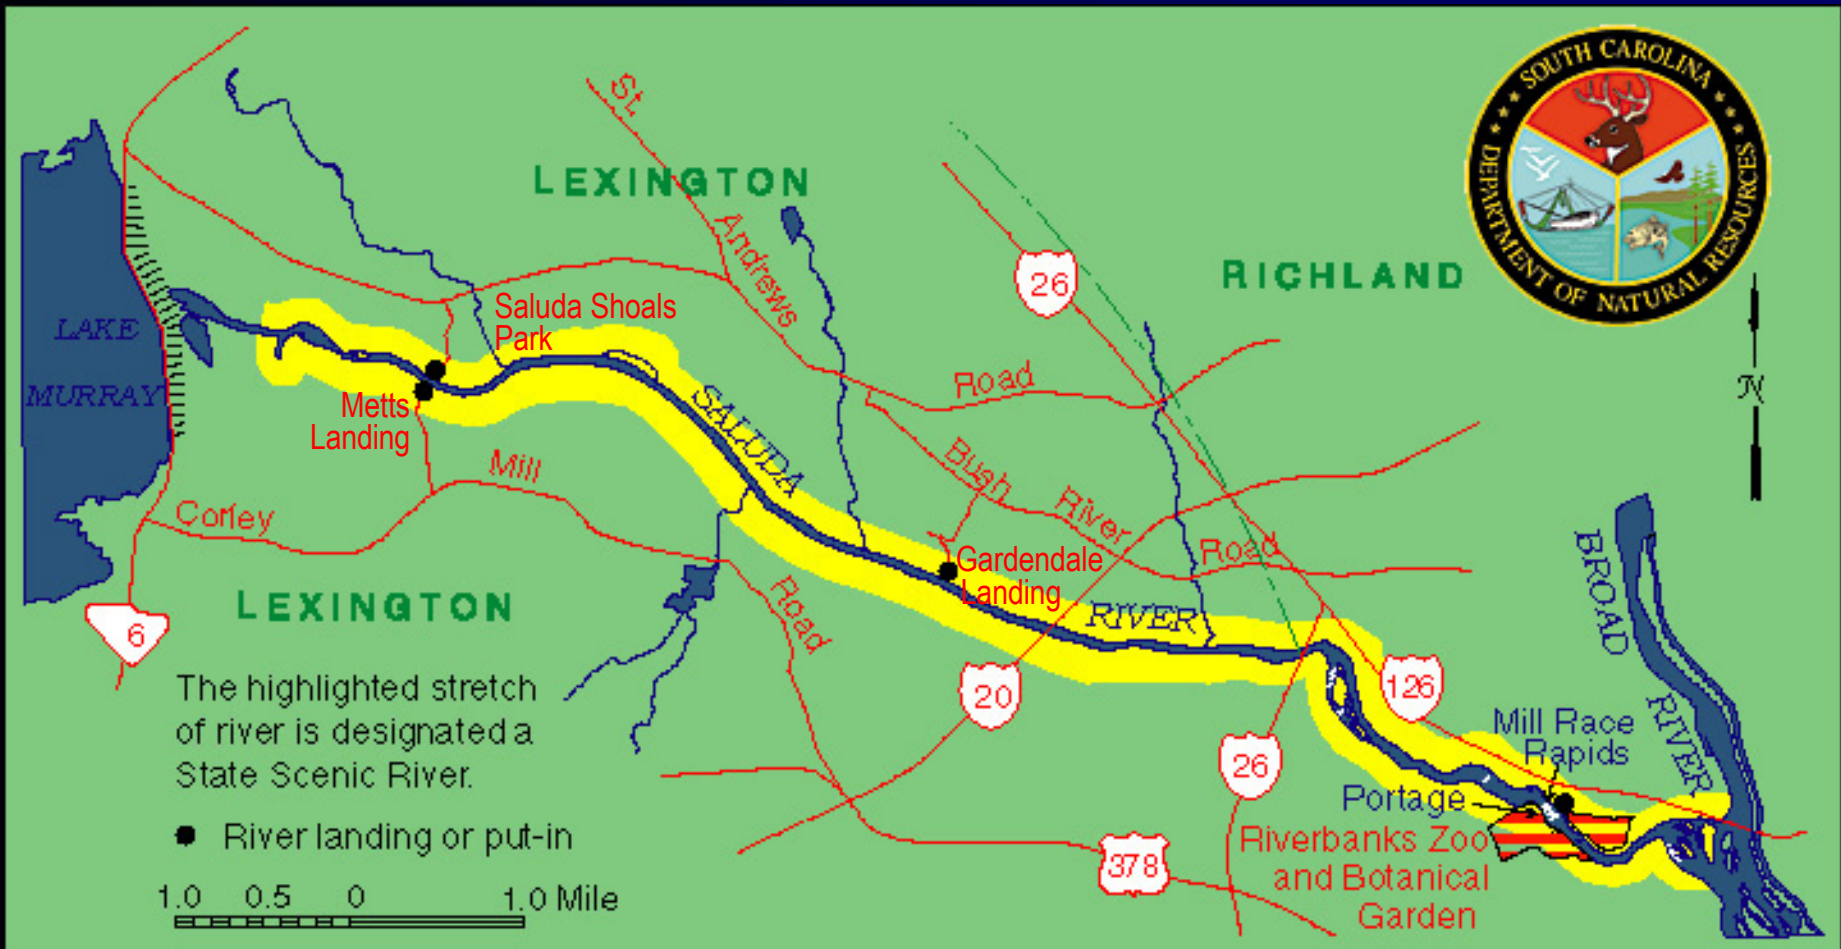 SOUTH CAROLINA
DEPARTMENT OF NATURAL RESOURCES
St.
Andrews
Road
LEXINGTON
RICHLAND
26
LAKE
MURRAY
Saluda Shoals
Park
Metts
Landing
SALUDA
RIVER
Mill
Corley
Road
Bush
River
Road
Gardendale
Landing
N
BROAD
RIVER
LEXINGTON
6
20
126
26
378
Mill Race
Rapids
Portage
Riverbanks Zoo
and Botanical
Garden
The highlighted stretch
of river is designated a
State Scenic River.
River landing or put-in
1.0 0.5 0 1.0 Mile